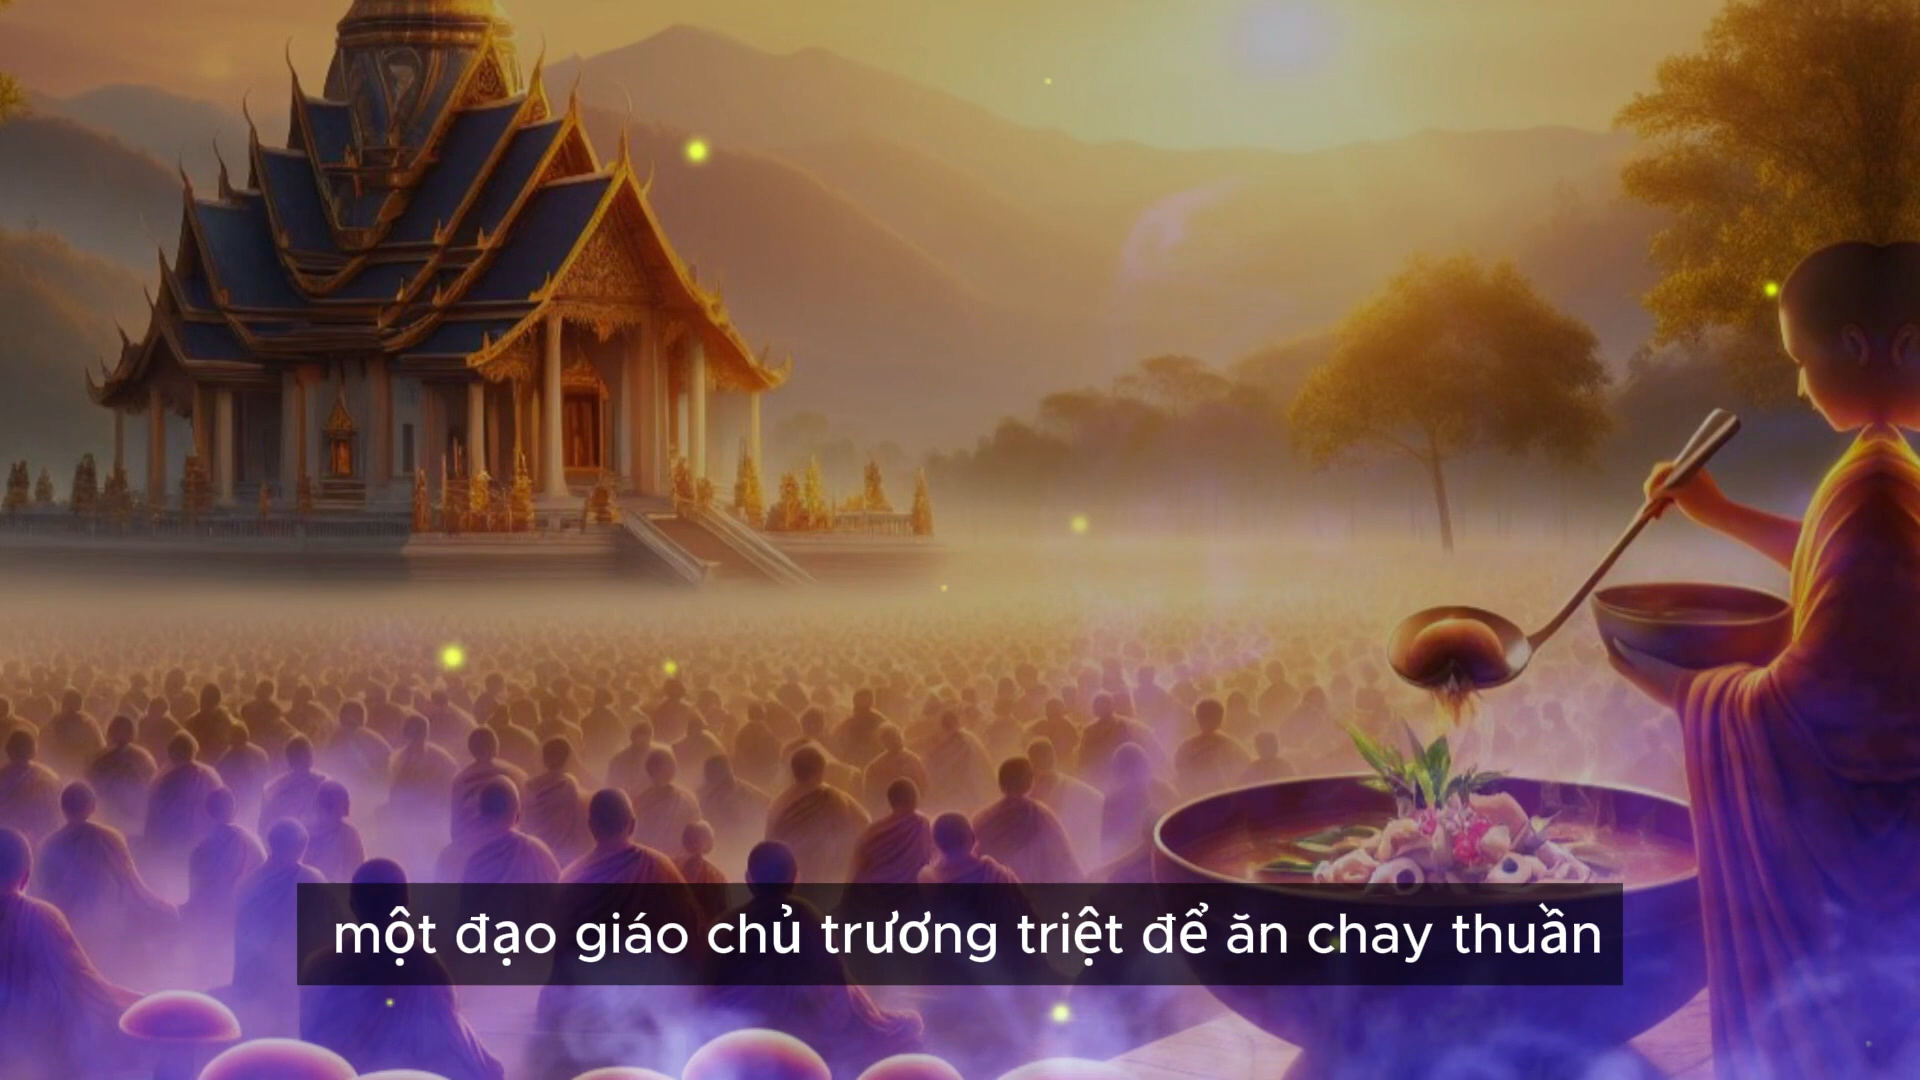 một đạo giáo chủ trương triệt để ăn chay thuần